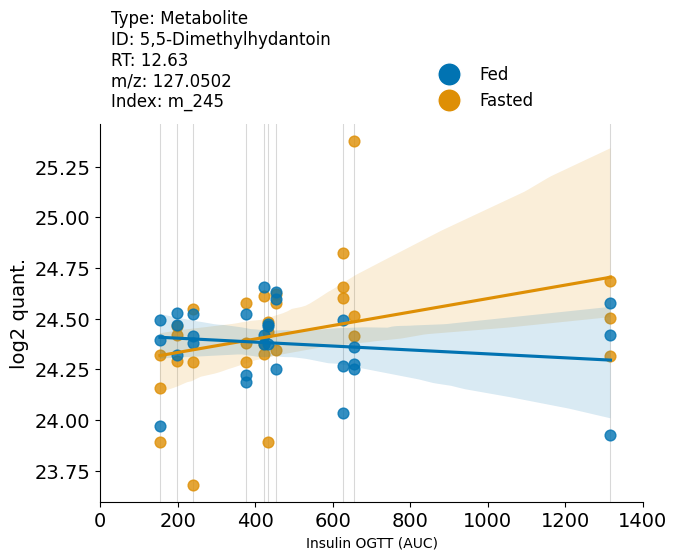 Type: Metabolite
ID: 5,5-Dimethylhydantoin
RT: 12.63
m/z: 127.0502
Index: m_245
Fed
Fasted
25.25
25.00
24.75
24.50
24.25
24.00
23.75
log2 quant.
0 200 400 600 800 1000 1200 1400
Insulin OGTT (AUC)